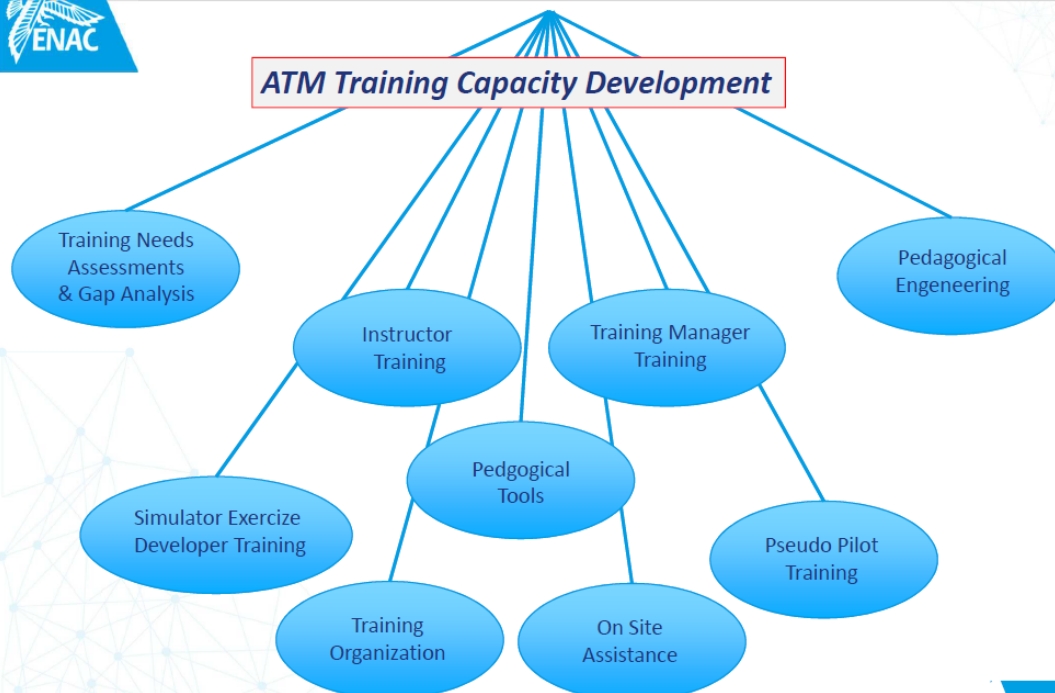 ENAC
ATM Training Capacity Development
Training Needs
Assessments
& Gap Analysis
Pedagogical
Engeneering
Instructor
Training
Training Manager
Training
Pedgogical
Tools
Simulator Exercize
Developer Training
Pseudo Pilot
Training
Training
Organization
On Site
Assistance